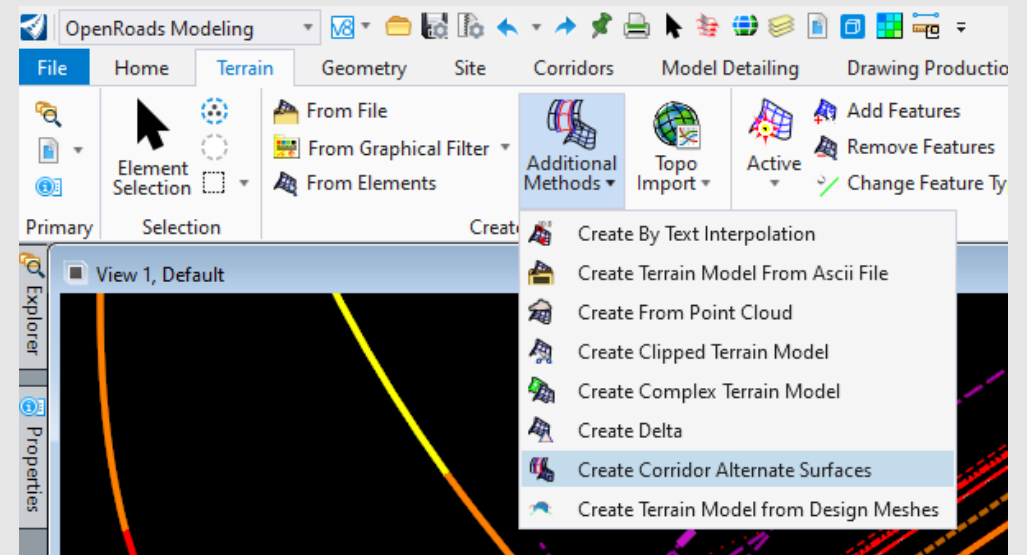 OpenRoads Modeling
V8
File Home Terrain Geometry Site Corridors Model Detailing Drawing Productio
From File
From Graphical Filter
From Elements
Element
Selection
Additional
Methods
Topo
Import
Active
Add Features
Remove Features
Change Feature Ty
Primary Selection Creat
View 1, Default
Explorer
Properties
Create By Text Interpolation
Create Terrain Model From Ascii File
Create From Point Cloud
Create Clipped Terrain Model
Create Complex Terrain Model
Create Delta
Create Corridor Alternate Surfaces
Create Terrain Model from Design Meshes